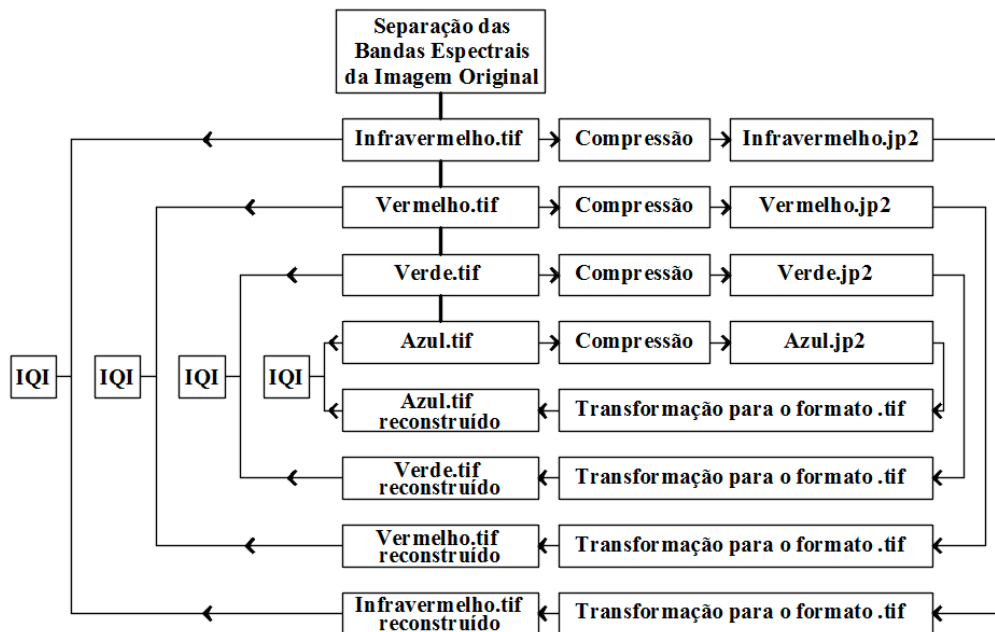 Separação das
Bandas Espectrais
da Imagem Original
Infravermelho.tif
Compressão
Infravermelho.jp2
Vermelho.tif
Compressão
Vermelho.jp2
Verde.tif
Compressão
Verde.jp2
Azul.tif
Compressão
Azul.jp2
IQI
IQI
IQI
IQI
Azul.tif
reconstruído
Transformação para o formato .tif
Verde.tif
reconstruído
Transformação para o formato .tif
Vermelho.tif
reconstruído
Transformação para o formato .tif
Infravermelho.tif
reconstruído
Transformação para o formato .tif